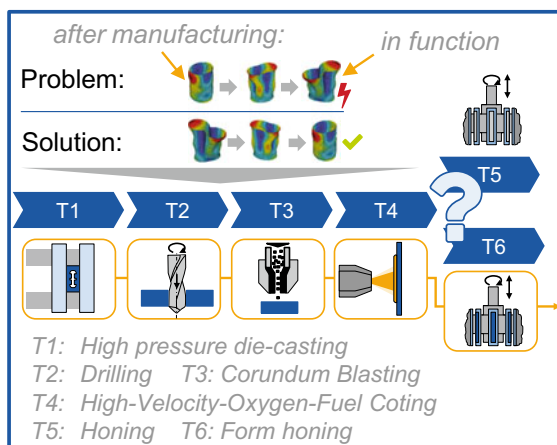 after manufacturing:
in function
Problem:
Solution:
T1 T2 T3 T4 ? T5
T6
T1: High pressure die-casting
T2: Drilling T3: Corundum Blasting
T4: High-Velocity-Oxygen-Fuel Coting
T5: Honing T6: Form honing